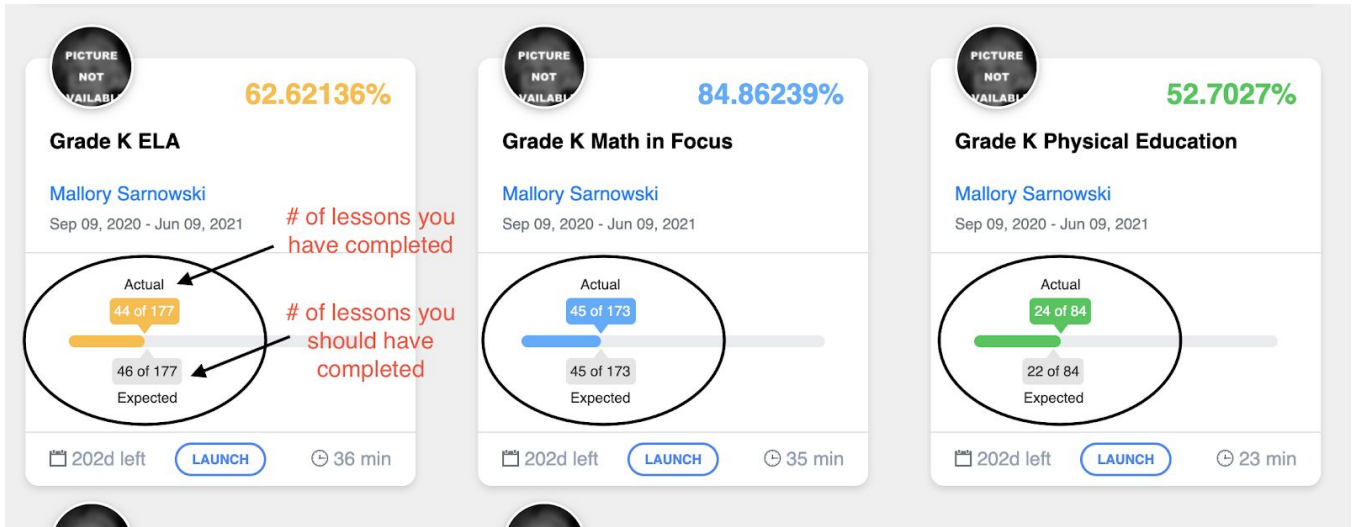 PICTURE
NOT
AVAILABL
62.62136%
Grade K ELA
Mallory Sarnowski
Sep 09, 2020 - Jun 09, 2021
# of lessons you
have completed
Actual
44 of 177
# of lessons you
should have
completed
46 of 177
Expected
202d left
LAUNCH
36 min
PICTURE
NOT
AVAILABL
84.86239%
Grade K Math in Focus
Mallory Sarnowski
Sep 09, 2020 - Jun 09, 2021
Actual
45 of 173
45 of 173
Expected
202d left
LAUNCH
35 min
PICTURE
NOT
AVAILABL
52.7027%
Grade K Physical Education
Mallory Sarnowski
Sep 09, 2020 - Jun 09, 2021
Actual
24 of 84
22 of 84
Expected
202d left
LAUNCH
23 min